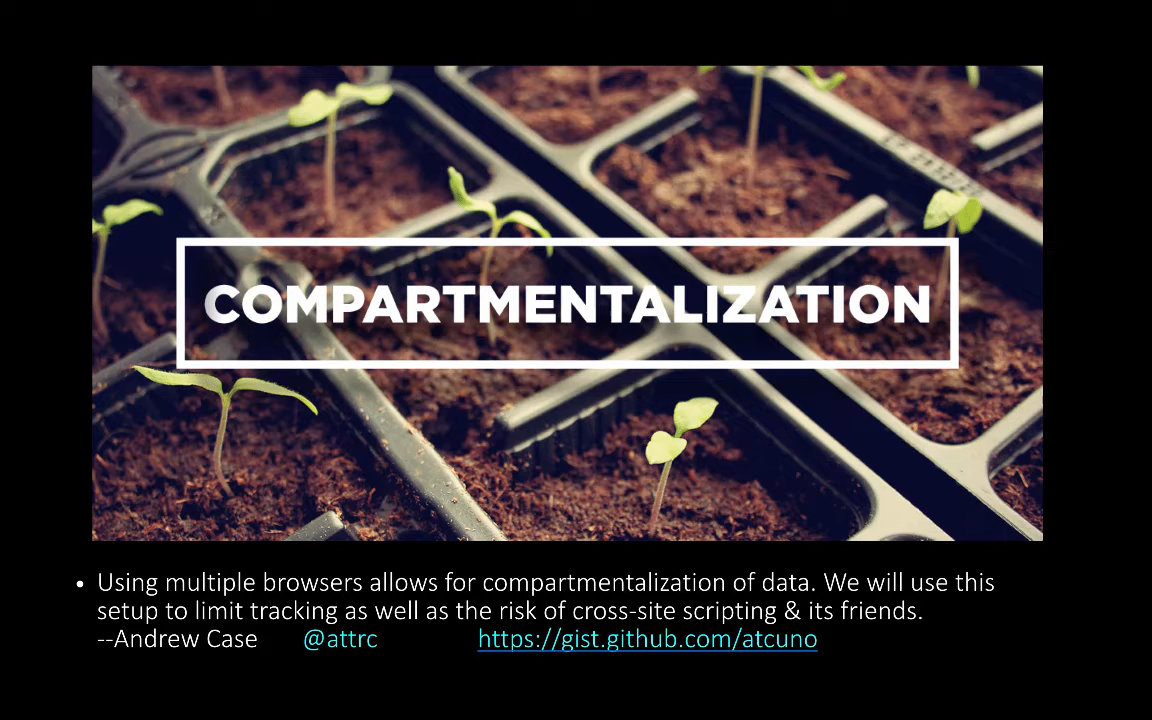 COMPARTMENTALIZATION
• Using multiple browsers allows for compartmentalization of data. We will use this
setup to limit tracking as well as the risk of cross-site scripting & its friends.
--Andrew Case @attrc https://gist.github.com/atcuno